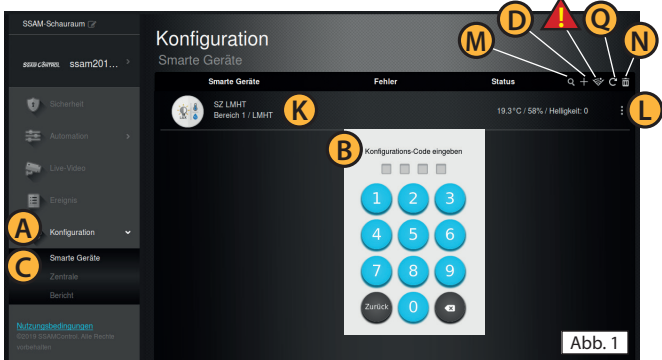 SSAM-Schauraum
Konfiguration
Smarte Geräte
M
D
!
Q
N
SSAMCONTROL ssam201...
Smarte Geräte Fehler Status
SZ LMHT
Bereich 1 / LMHT
K
19.3°C / 58% / Helligkeit: 0
L
Sicherheit
Automation
Live-Video
Ereignis
A
Konfiguration
C
Smarte Geräte
Zentrale
Bericht
B
Konfigurations-Code eingeben
1 2 3
4 5 6
7 8 9
Zurück 0
Nutzungsbedingungen
©2019 SSAMControl. Alle Rechte
vorbehalten
Abb. 1